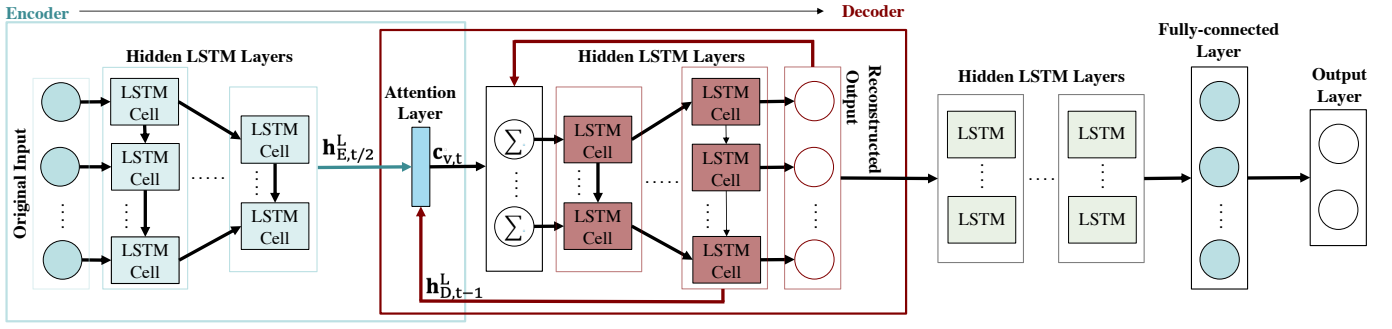 Encoder
Decoder
Original Input
Hidden LSTM Layers
LSTM
Cell
LSTM
Cell
LSTM
Cell
......
LSTM
Cell
LSTM
Cell
h^L_{E,t/2}
Attention
Layer
c_{v,t}
h^L_{D,t−1}
∑
∑
Hidden LSTM Layers
LSTM
Cell
LSTM
Cell
......
LSTM
Cell
LSTM
Cell
LSTM
Cell
Reconstructed
Output
Hidden LSTM Layers
LSTM
LSTM
......
LSTM
LSTM
Fully-connected
Layer
Output
Layer